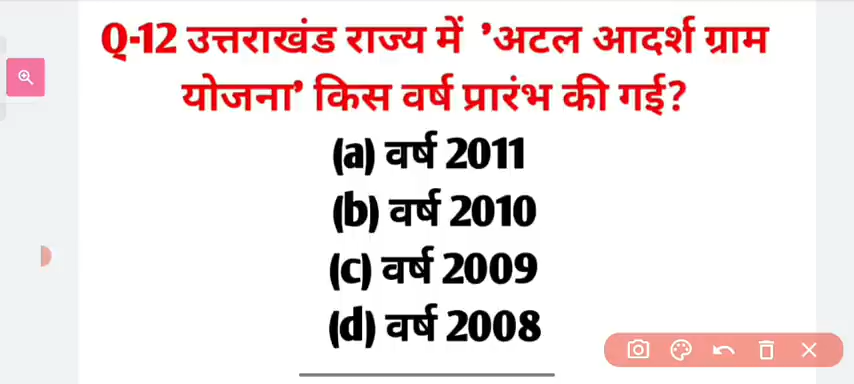 Q-12 उत्तराखंड राज्य में ’अटल आदर्श ग्राम
योजना’ किस वर्ष प्रारंभ की गई?
(a) वर्ष 2011
(b) वर्ष 2010
(c) वर्ष 2009
(d) वर्ष 2008